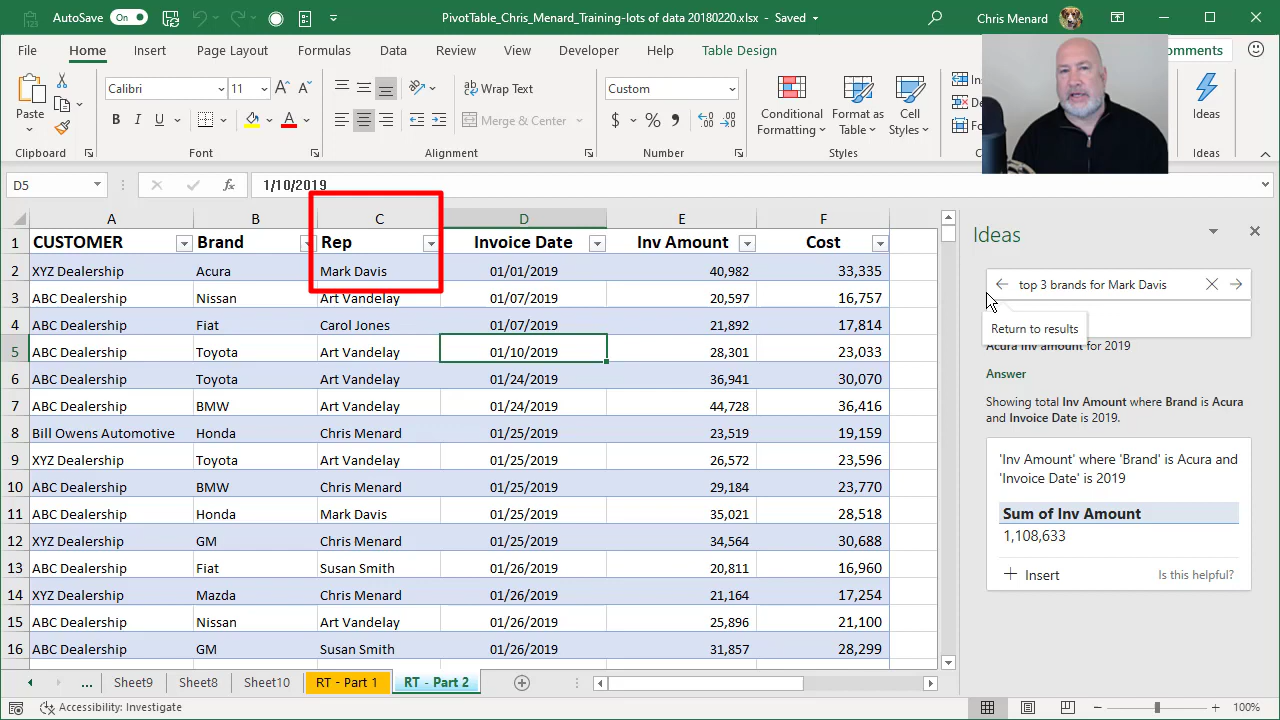 AutoSave On PivotTable_Chris_Menard_Training-lots of data 20180220.xlsx - Saved Chris Menard
File Home Insert Page Layout Formulas Data Review View Developer Help Table Design omments
Paste Calibri 11 A A Wrap Text Custom Conditional Formatting Format as Table Cell Styles Ins De Fo Ideas
B I U A Merge & Center $ % ,
Clipboard Font Alignment Number Styles Ideas
D5 fx 1/10/2019
A B C D E F
1 CUSTOMER Brand Rep Invoice Date Inv Amount Cost
2 XYZ Dealership Acura Mark Davis 01/01/2019 40,982 33,335
3 ABC Dealership Nissan Art Vandelay 01/07/2019 20,597 16,757
4 ABC Dealership Fiat Carol Jones 01/07/2019 21,892 17,814
5 ABC Dealership Toyota Art Vandelay 01/10/2019 28,301 23,033
6 ABC Dealership Toyota Art Vandelay 01/24/2019 36,941 30,070
7 ABC Dealership BMW Art Vandelay 01/24/2019 44,728 36,416
8 Bill Owens Automotive Honda Chris Menard 01/25/2019 23,519 19,159
9 XYZ Dealership Toyota Art Vandelay 01/25/2019 26,572 23,596
10 ABC Dealership BMW Chris Menard 01/25/2019 29,184 23,770
11 ABC Dealership Honda Mark Davis 01/25/2019 35,021 28,518
12 XYZ Dealership GM Chris Menard 01/25/2019 34,564 30,688
13 ABC Dealership Fiat Susan Smith 01/26/2019 20,811 16,960
14 XYZ Dealership Mazda Chris Menard 01/26/2019 21,164 17,254
15 ABC Dealership Nissan Art Vandelay 01/26/2019 25,896 21,100
16 ABC Dealership GM Susan Smith 01/26/2019 31,857 28,299
Ideas
top 3 brands for Mark Davis
Return to results
Acura Inv amount for 2019
Answer
Showing total Inv Amount where Brand is Acura
and Invoice Date is 2019.
'Inv Amount' where 'Brand' is Acura and
'Invoice Date' is 2019
Sum of Inv Amount
1,108,633
Insert Is this helpful?
... Sheet9 Sheet8 Sheet10 RT - Part 1 RT - Part 2
Accessibility: Investigate 100%